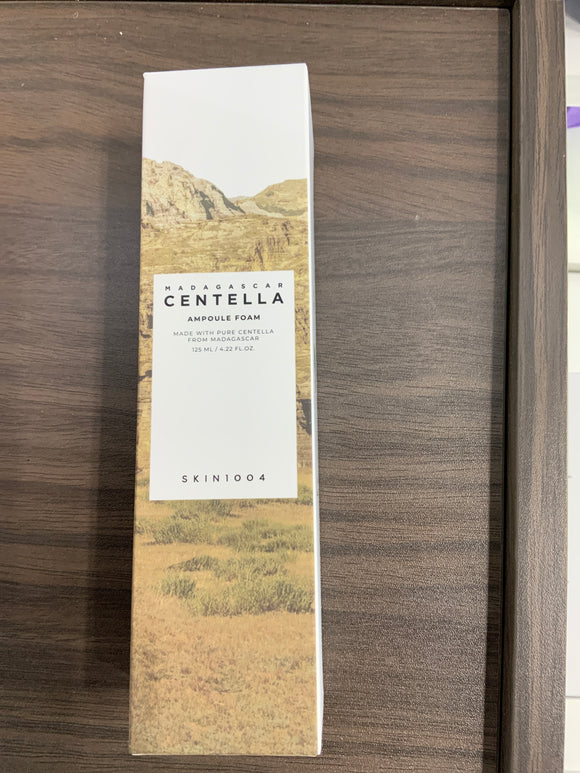 MADAGASCAR
CENTELLA
AMPOULE FOAM
MADE WITH PURE CENTELLA
FROM MADAGASCAR
125 ML / 4.22 FL.OZ.
SKIN1004